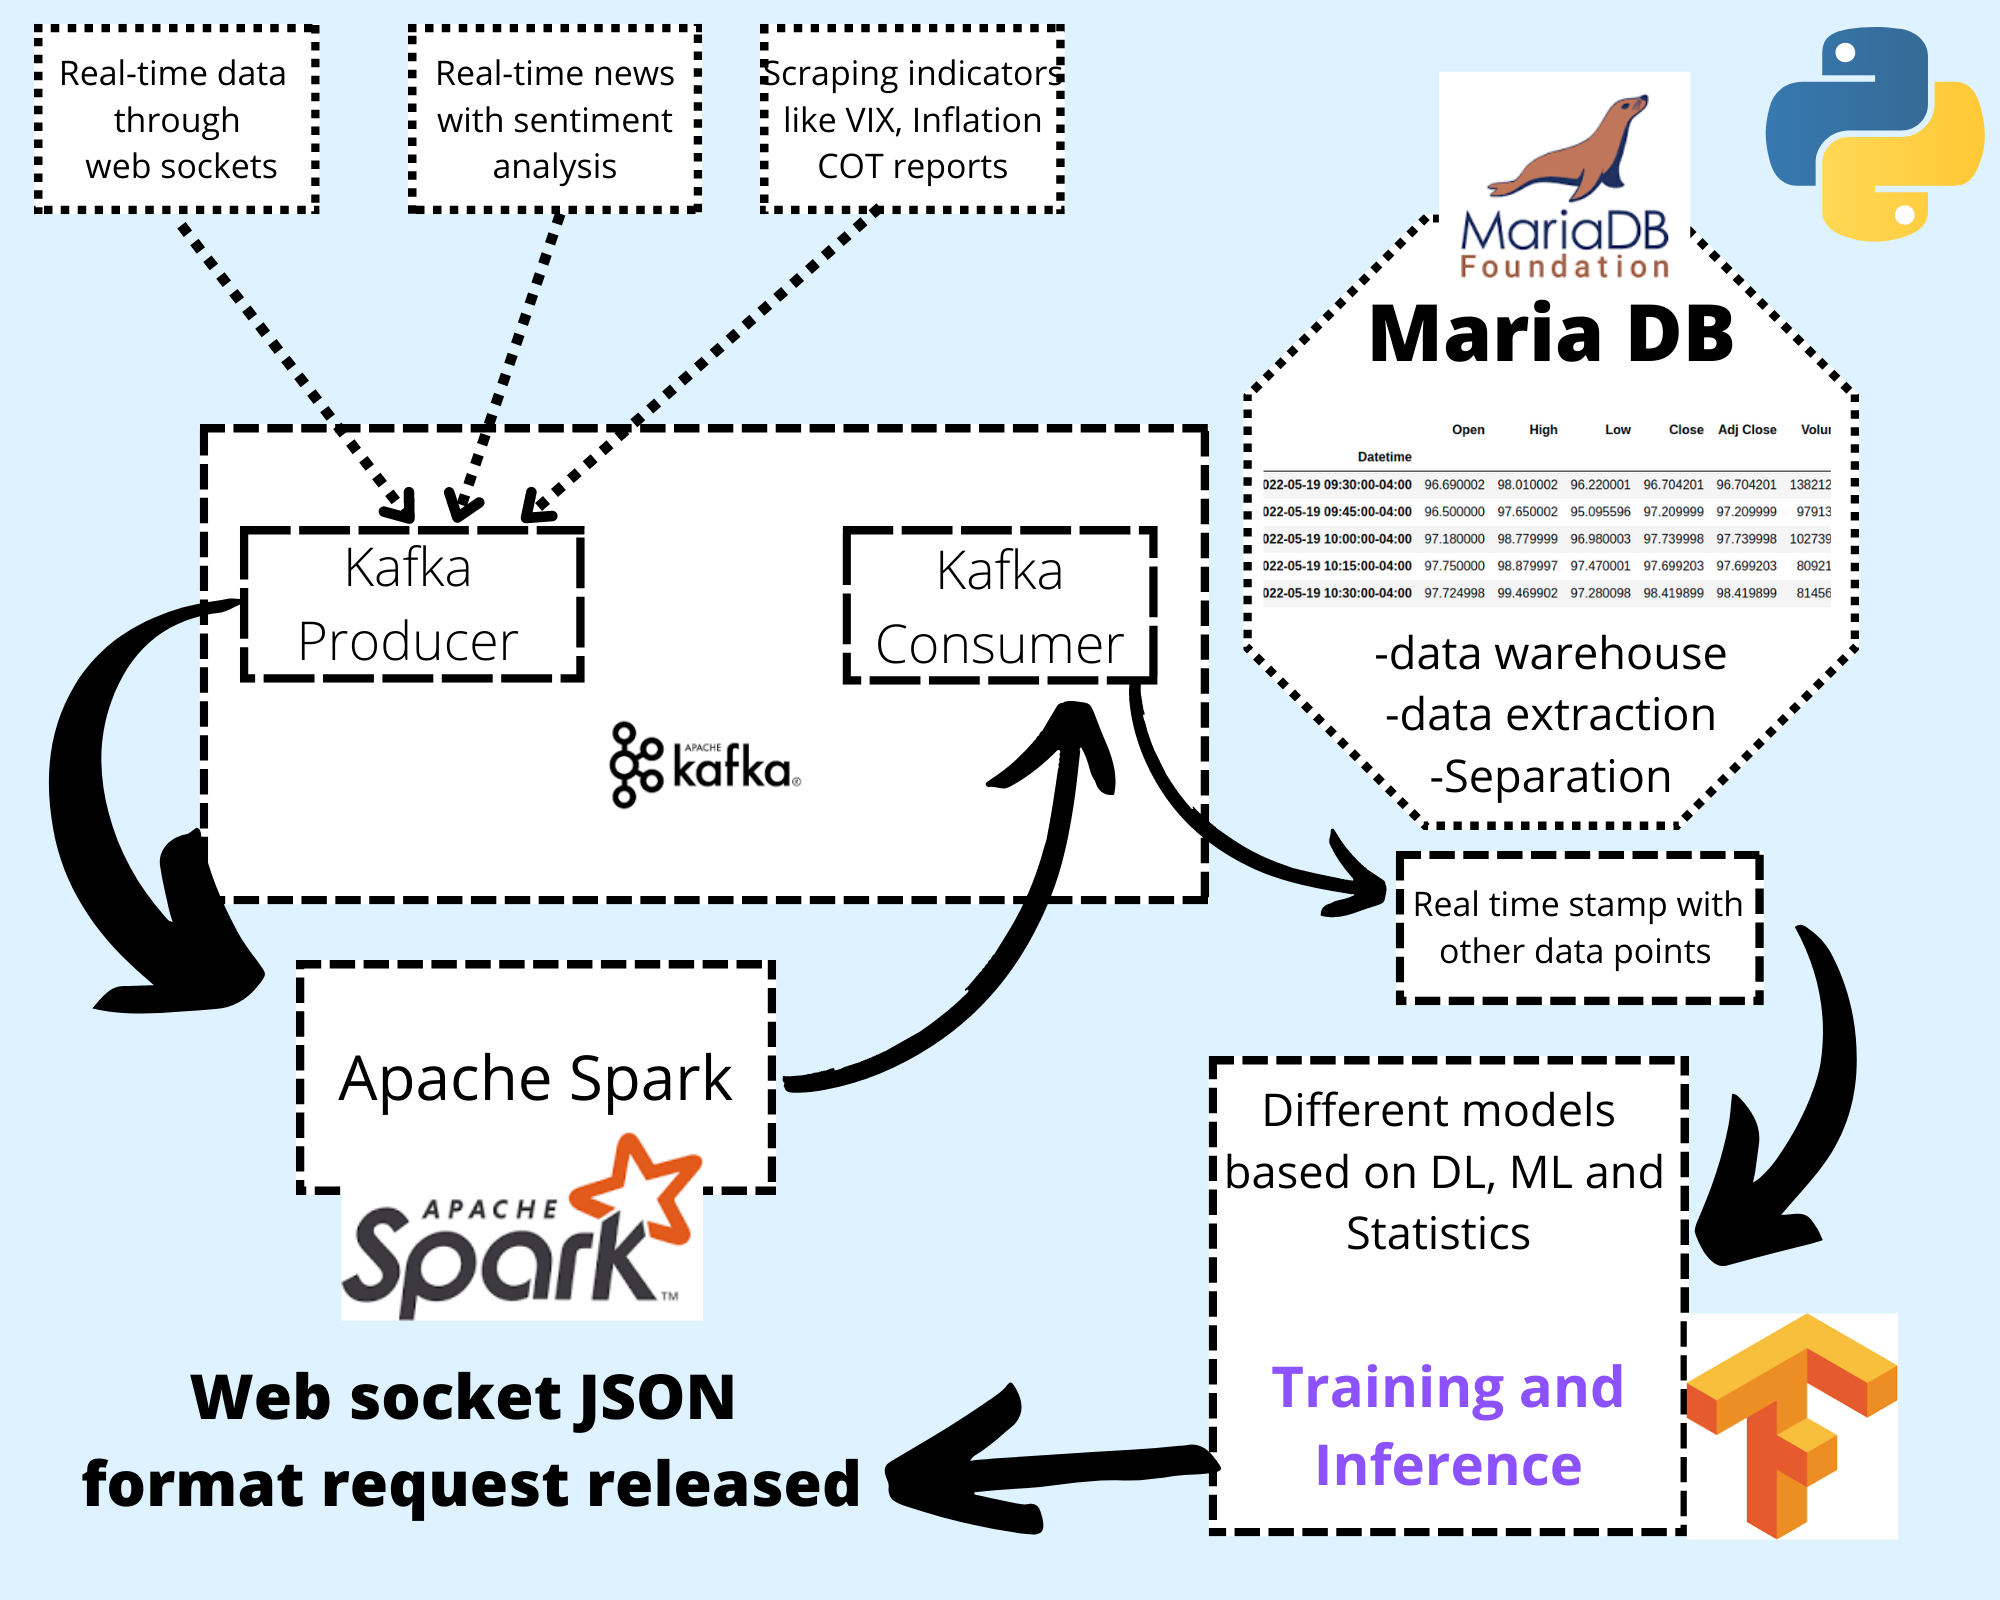 Real-time data
through
web sockets
Real-time news
with sentiment
analysis
Scraping indicators
like VIX, Inflation
COT reports
MariaDB
Foundation
Maria DB
Open High Low Close Adj Close Volu
Datetime
022-05-19 09:30:00-04:00 96.690002 98.010002 96.220001 96.704201 96.704201 138212
022-05-19 09:45:00-04:00 96.500000 97.650002 95.095596 97.209999 97.209999 97913
022-05-19 10:00:00-04:00 97.180000 98.779999 96.980003 97.739998 97.739998 102739
022-05-19 10:15:00-04:00 97.750000 98.879997 97.470001 97.699203 97.699203 80921
022-05-19 10:30:00-04:00 97.724998 99.469902 97.280098 98.419899 98.419899 81456
-data warehouse
-data extraction
-Separation
Kafka
Producer
Kafka
Consumer
APACHE
kafka®
Real time stamp with
other data points
Apache Spark
APACHE
Spark™
Different models
based on DL, ML and
Statistics
Training and
Inference
Web socket JSON
format request released